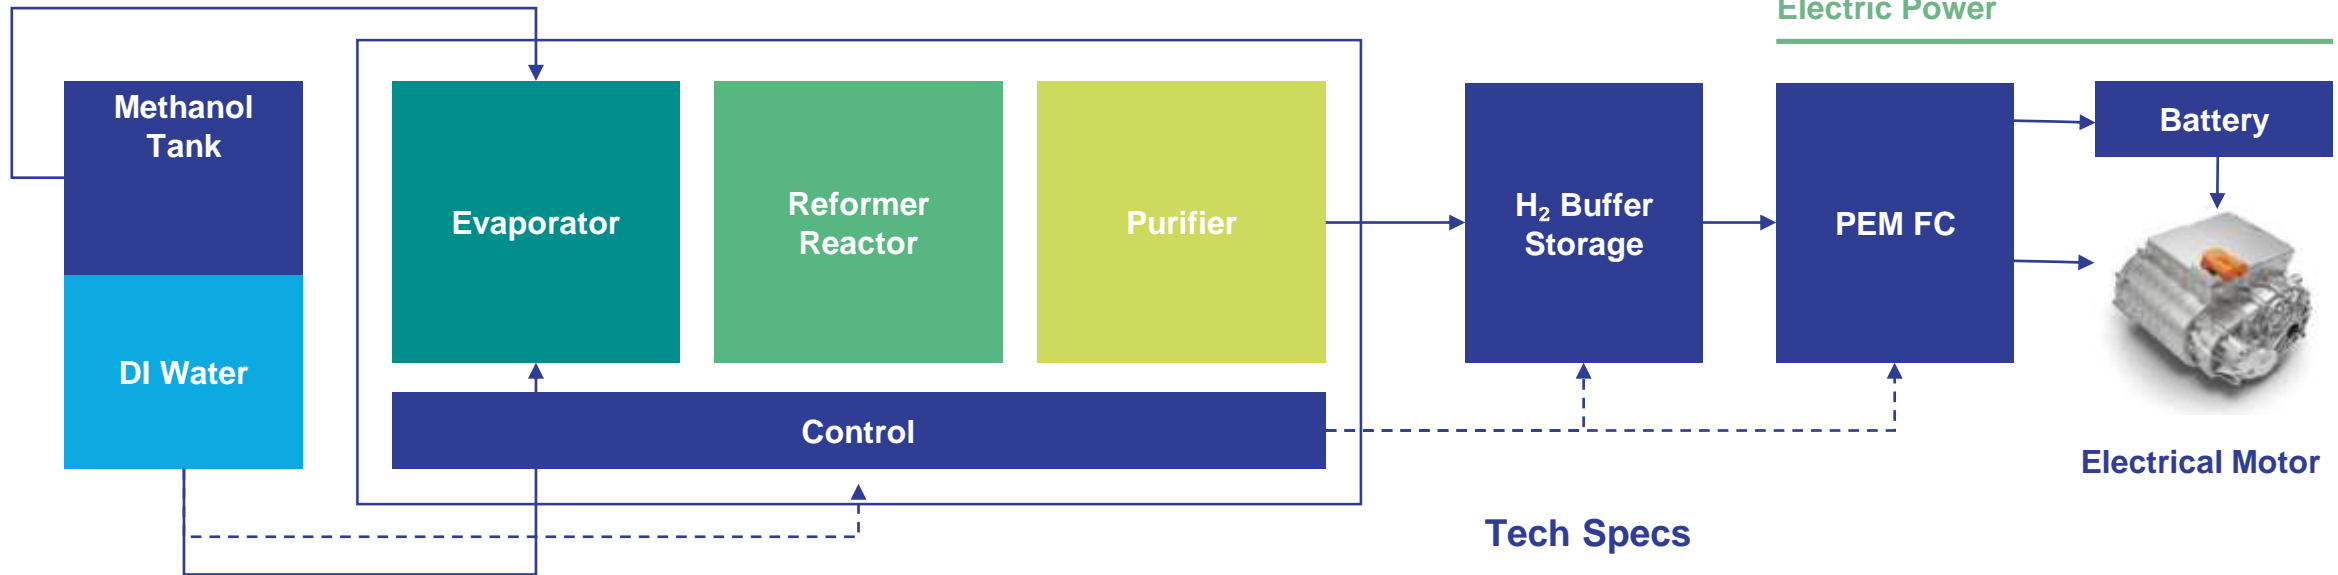 Electric Power
Methanol
Tank
DI Water
Evaporator
Reformer
Reactor
Purifier
Control
H₂ Buffer
Storage
PEM FC
Battery
Electrical Motor
Tech Specs